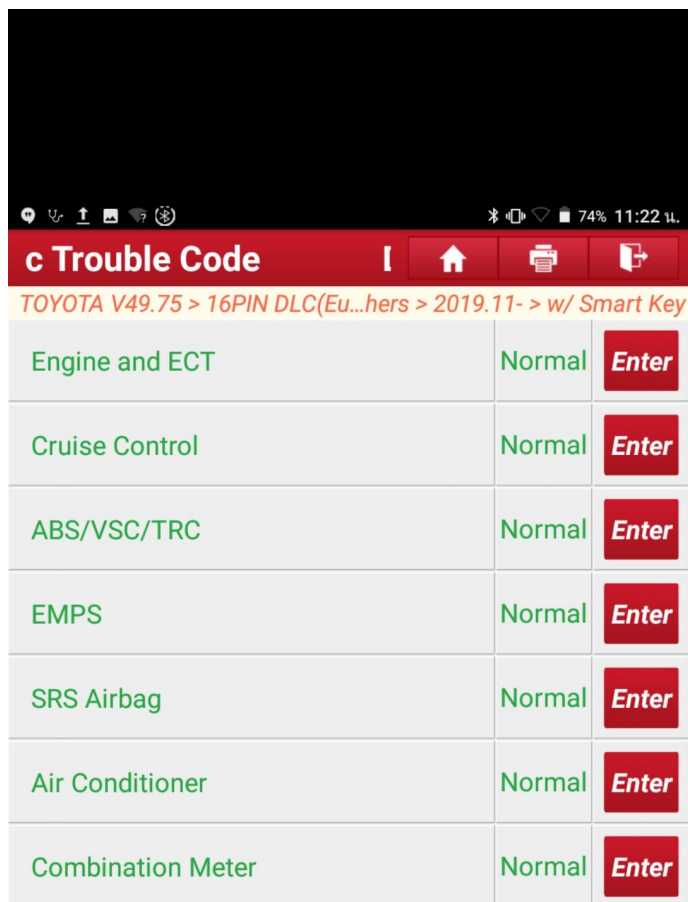 74% 11:22 น.
c Trouble Code
TOYOTA V49.75 > 16PIN DLC(Eu...hers > 2019.11- > w/ Smart Key
Engine and ECT Normal Enter
Cruise Control Normal Enter
ABS/VSC/TRC Normal Enter
EMPS Normal Enter
SRS Airbag Normal Enter
Air Conditioner Normal Enter
Combination Meter Normal Enter